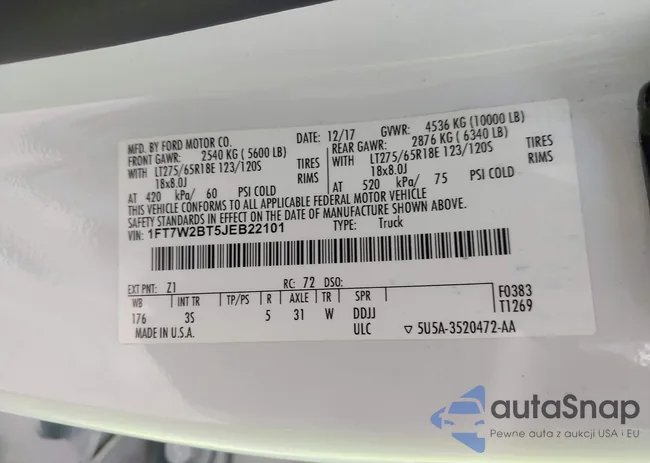 MFD. BY FORD MOTOR CO.
DATE: 12/17 GVWR: 4536 KG (10000 LB)
FRONT GAWR: 2540 KG (5600 LB) REAR GAWR: 2876 KG (6340 LB)
WITH LT275/65R18E 123/120S TIRES WITH LT275/65R18E 123/120S TIRES
18x8.0J RIMS 18x8.0J RIMS
AT 420 kPa/ 60 PSI COLD AT 520 kPa/ 75 PSI COLD
THIS VEHICLE CONFORMS TO ALL APPLICABLE FEDERAL MOTOR VEHICLE
SAFETY STANDARDS IN EFFECT ON THE DATE OF MANUFACTURE SHOWN ABOVE.
VIN: 1FT7W2BT5JEB22101 TYPE: Truck
EXT PNT: Z1 RC: 72 DSO:
WB INT TR TP/PS R AXLE TR SPR
176 3S 5 31 W DDJJ
F0383
T1269
MADE IN U.S.A. ULC ▽ 5U5A-3520472-AA
autaSnap
Pewne auta z aukcji USA i EU